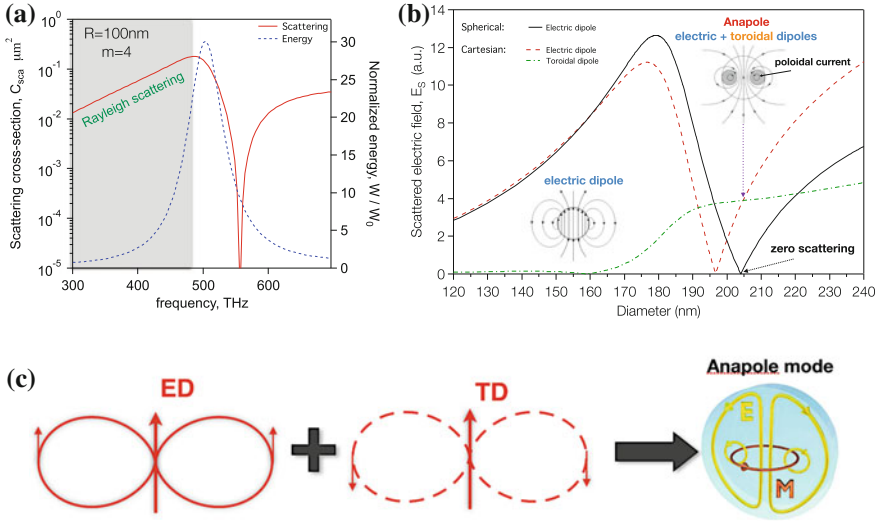 (a)
R=100nm
m=4
Scattering
Energy
Rayleigh scattering
Scattering cross-section, C_sca μm²
10^0
10^-1
10^-2
10^-3
10^-4
10^-5
Normalized energy, W / W_0
30
25
20
15
10
5
0
300
400
500
600
frequency, THz
(b)
Spherical:
Electric dipole
Cartesian:
Electric dipole
Toroidal dipole
Anapole
electric + toroidal dipoles
poloidal current
electric dipole
zero scattering
Scattered electric field, E_S (a.u.)
14
12
10
8
6
4
2
0
120 130 140 150 160 170 180 190 200 210 220 230 240
Diameter (nm)
(c)
ED
TD
Anapole mode
E
M